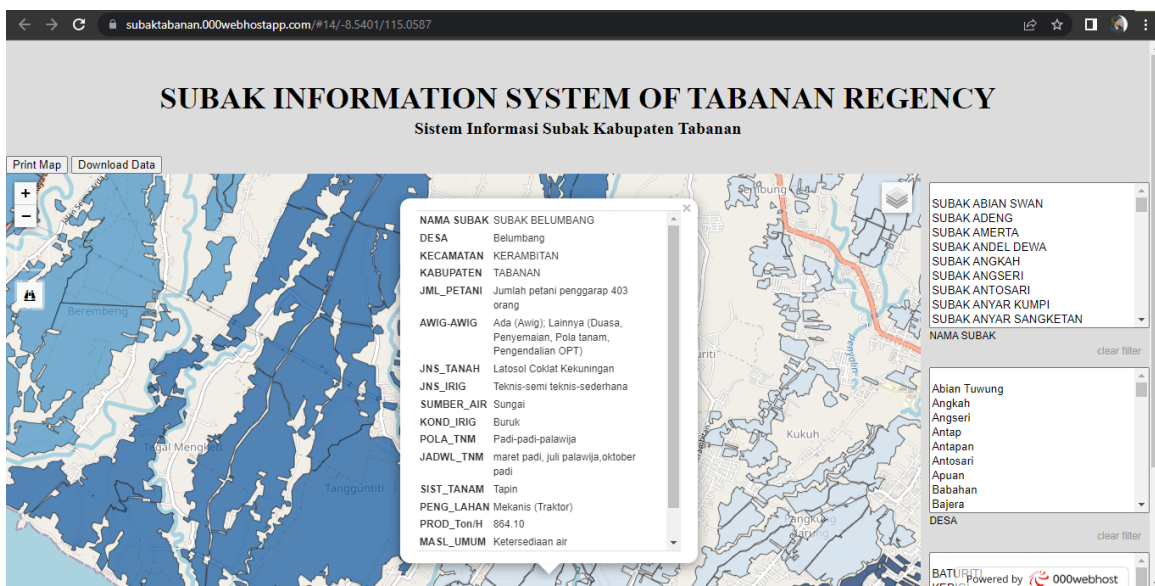 subaktabanan.000webhostapp.com/#14/-8.5401/115.0587
SUBAK INFORMATION SYSTEM OF TABANAN REGENCY
Sistem Informasi Subak Kabupaten Tabanan
Print Map Download Data
+
−
Berembeng
Tegal Mengkeb
Tangguntiti
Sembung
Penyalin
Kukuh
×
NAMA SUBAK SUBAK BELUMBANG
DESA Belumbang
KECAMATAN KERAMBITAN
KABUPATEN TABANAN
JML_PETANI Jumlah petani penggarap 403
orang
AWIG-AWIG Ada (Awig); Lainnya (Duasa,
Penyemaian, Pola tanam,
Pengendalian OPT)
JNS_TANAH Latosol Coklat Kekuningan
JNS_IRIG Teknis-semi teknis-sederhana
SUMBER_AIR Sungai
KOND_IRIG Buruk
POLA_TNM Padi-padi-palawija
JADWL_TNM maret padi, juli palawija,oktober
padi
SIST_TANAM Tapin
PENG_LAHAN Mekanis (Traktor)
PROD_Ton/H 864.10
MASL_UMUM Ketersediaan air
SUBAK ABIAN SWAN
SUBAK ADENG
SUBAK AMERTA
SUBAK ANDEL DEWA
SUBAK ANGKAH
SUBAK ANGSERI
SUBAK ANTOSARI
SUBAK ANYAR KUMPI
SUBAK ANYAR SANGKETAN
NAMA SUBAK
clear filter
Abian Tuwung
Angkah
Angseri
Antap
Antapan
Antosari
Apuan
Babahan
Bajera
DESA
clear filter
BATURITI
Powered by 000webhost